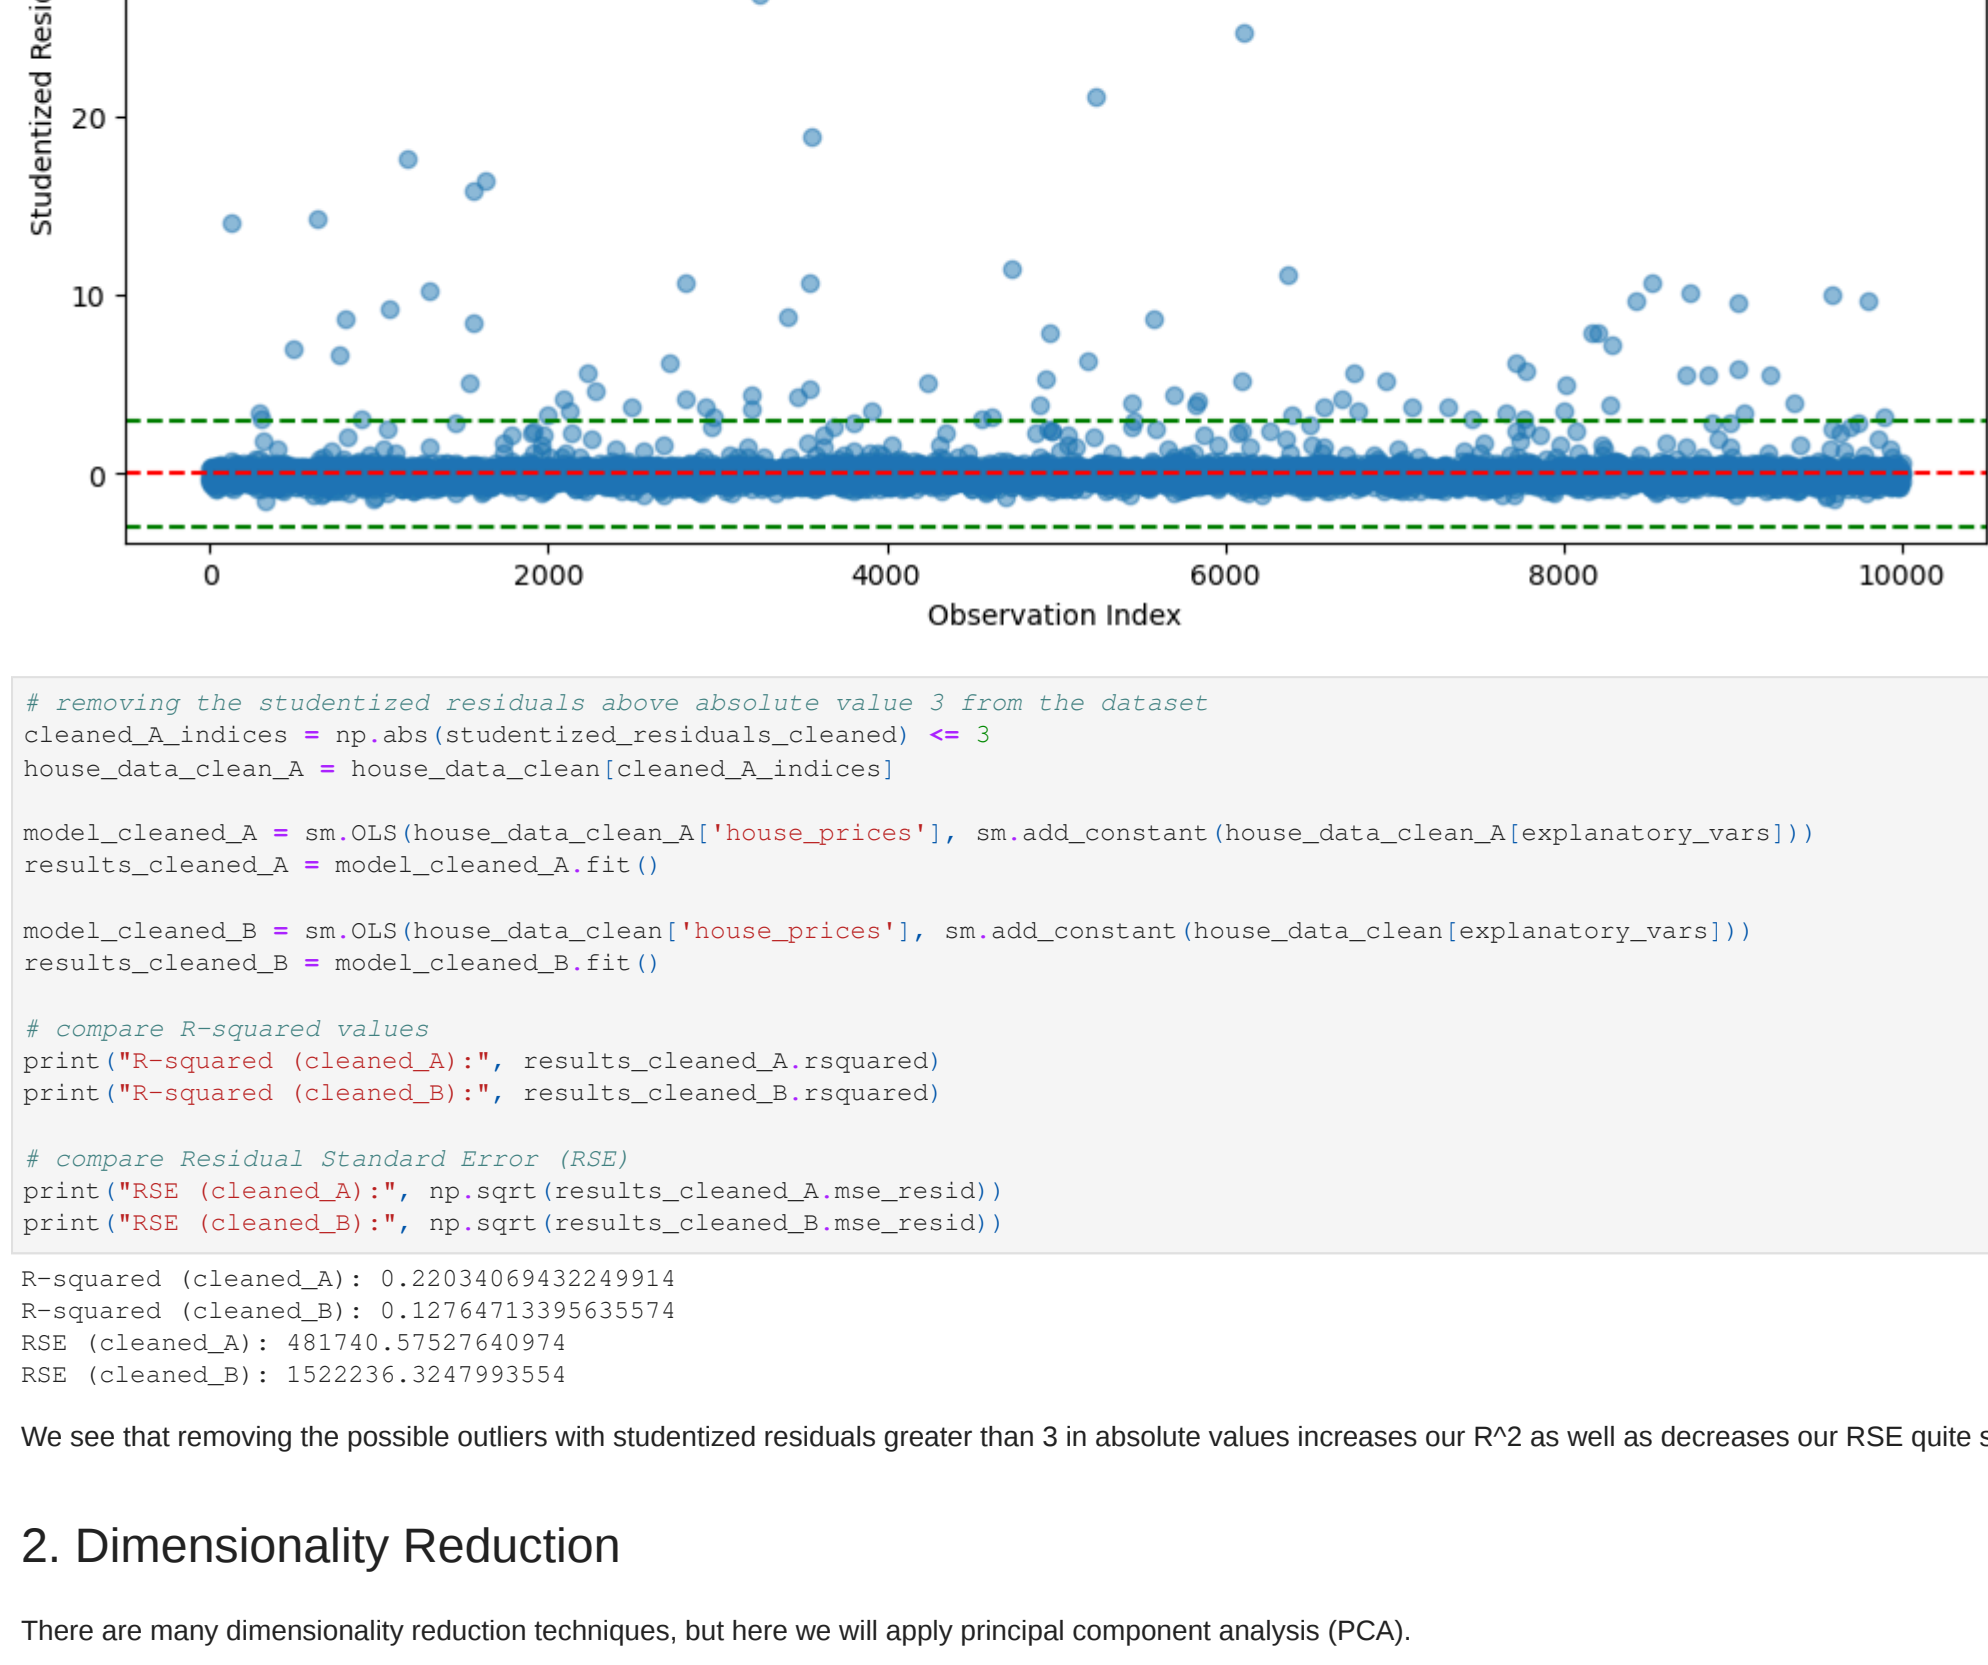 Studentized
20
10
0
0 2000 4000 6000 8000 10000
Observation Index
# removing the studentized residuals above absolute value 3 from the dataset
cleaned_A_indices = np.abs(studentized_residuals_cleaned) <= 3
house_data_clean_A = house_data_clean[cleaned_A_indices]
model_cleaned_A = sm.OLS(house_data_clean_A['house_prices'], sm.add_constant(house_data_clean_A[explanatory_vars]))
results_cleaned_A = model_cleaned_A.fit()
model_cleaned_B = sm.OLS(house_data_clean['house_prices'], sm.add_constant(house_data_clean[explanatory_vars]))
results_cleaned_B = model_cleaned_B.fit()
# compare R-squared values
print("R-squared (cleaned_A):", results_cleaned_A.rsquared)
print("R-squared (cleaned_B):", results_cleaned_B.rsquared)
# compare Residual Standard Error (RSE)
print("RSE (cleaned_A):", np.sqrt(results_cleaned_A.mse_resid))
print("RSE (cleaned_B):", np.sqrt(results_cleaned_B.mse_resid))
R-squared (cleaned_A): 0.22034069432249914
R-squared (cleaned_B): 0.12764713395635574
RSE (cleaned_A): 481740.57527640974
RSE (cleaned_B): 1522236.3247993554
We see that removing the possible outliers with studentized residuals greater than 3 in absolute values increases our R^2 as well as decreases our RSE quite
2. Dimensionality Reduction
There are many dimensionality reduction techniques, but here we will apply principal component analysis (PCA).